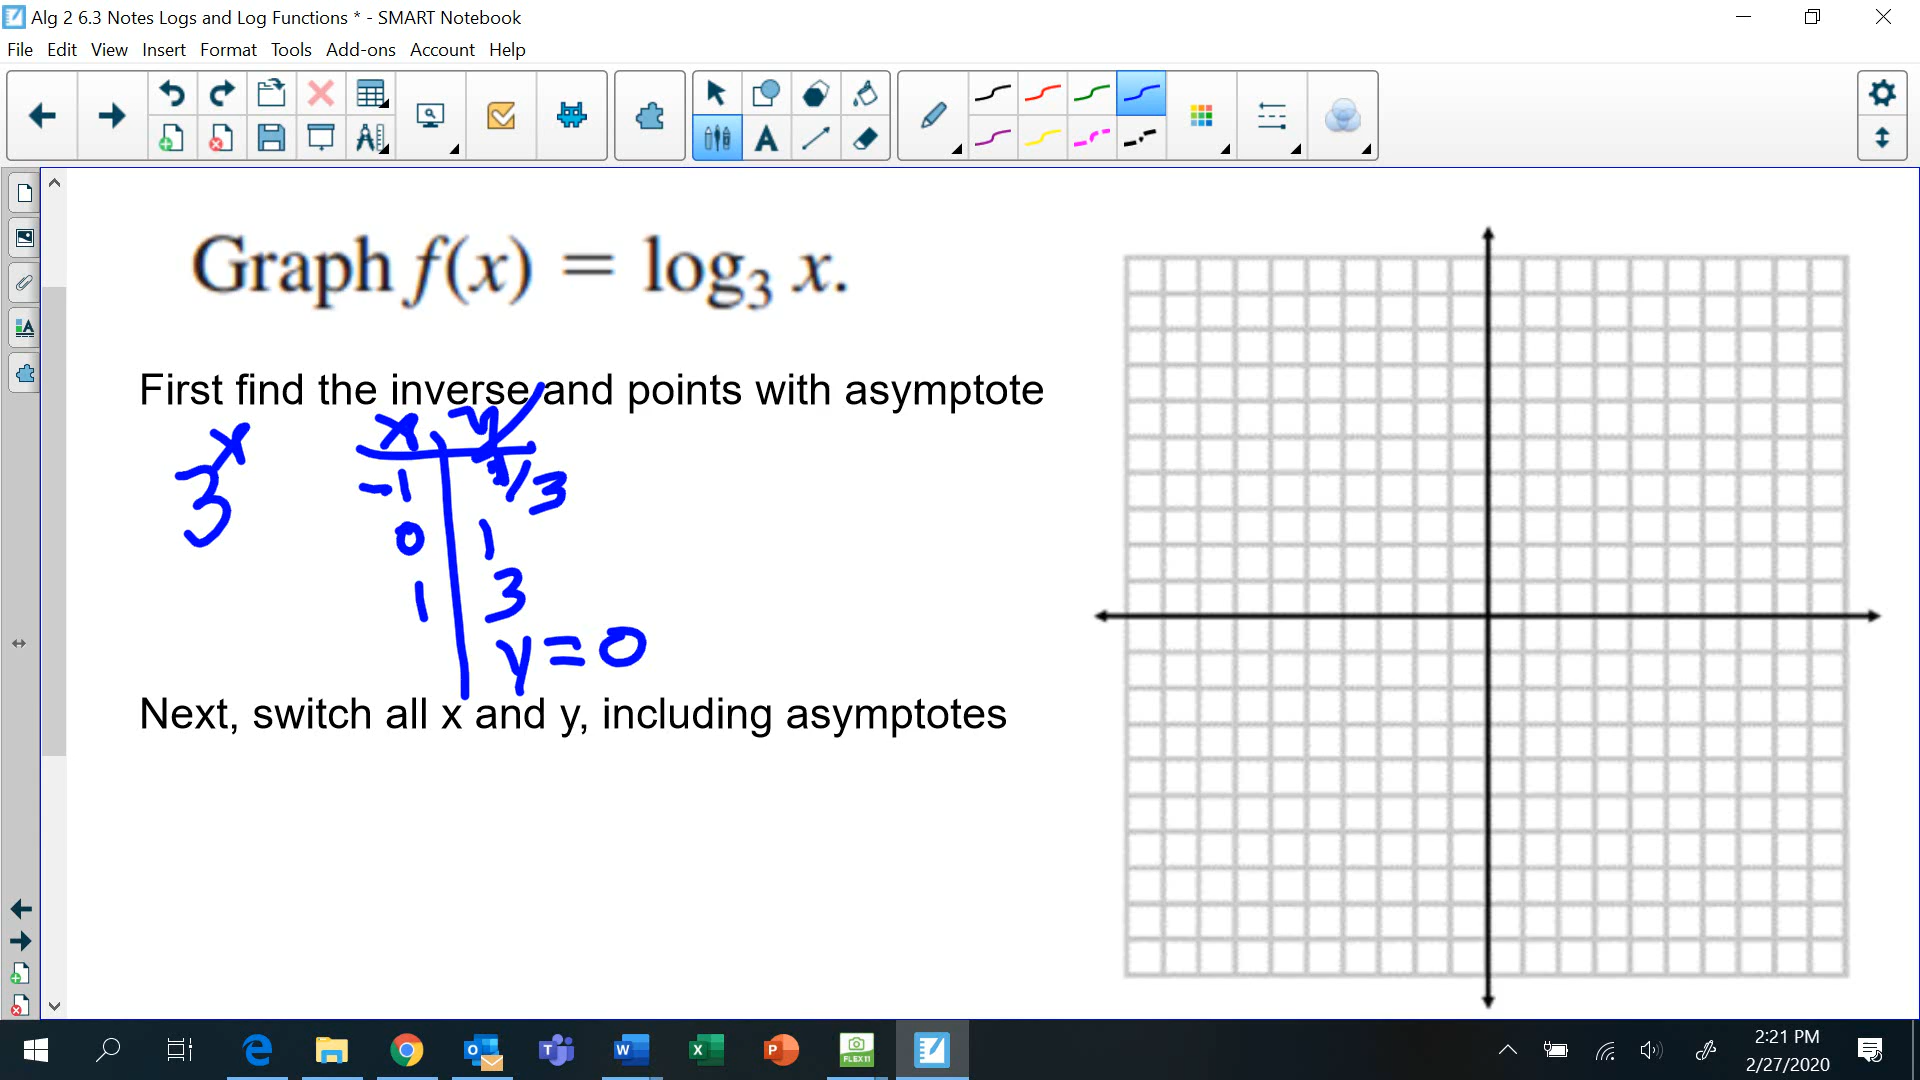 Alg 2 6.3 Notes Logs and Log Functions * - SMART Notebook
File Edit View Insert Format Tools Add-ons Account Help
Graph f(x) = log₃ x.
First find the inverse and points with asymptote
3ˣ
x y
-1 1/3
0 1
1 3
y=0
Next, switch all x and y, including asymptotes
FLEX11
2:21 PM
2/27/2020